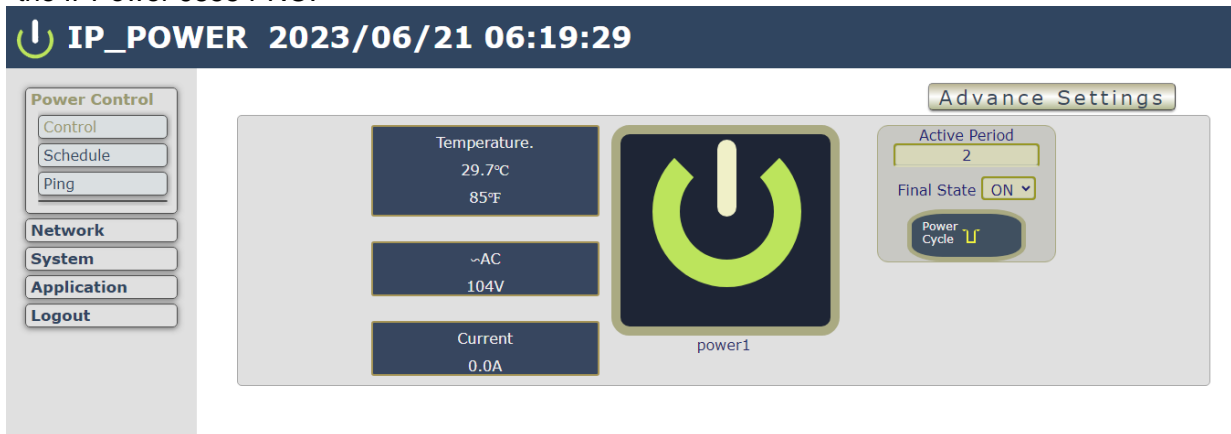 IP_POWER 2023/06/21 06:19:29
Advance Settings
Power Control
Control
Schedule
Ping
Network
System
Application
Logout
Temperature.
29.7℃
85℉
∽AC
104V
Current
0.0A
power1
Active Period
2
Final State ON
Power
Cycle